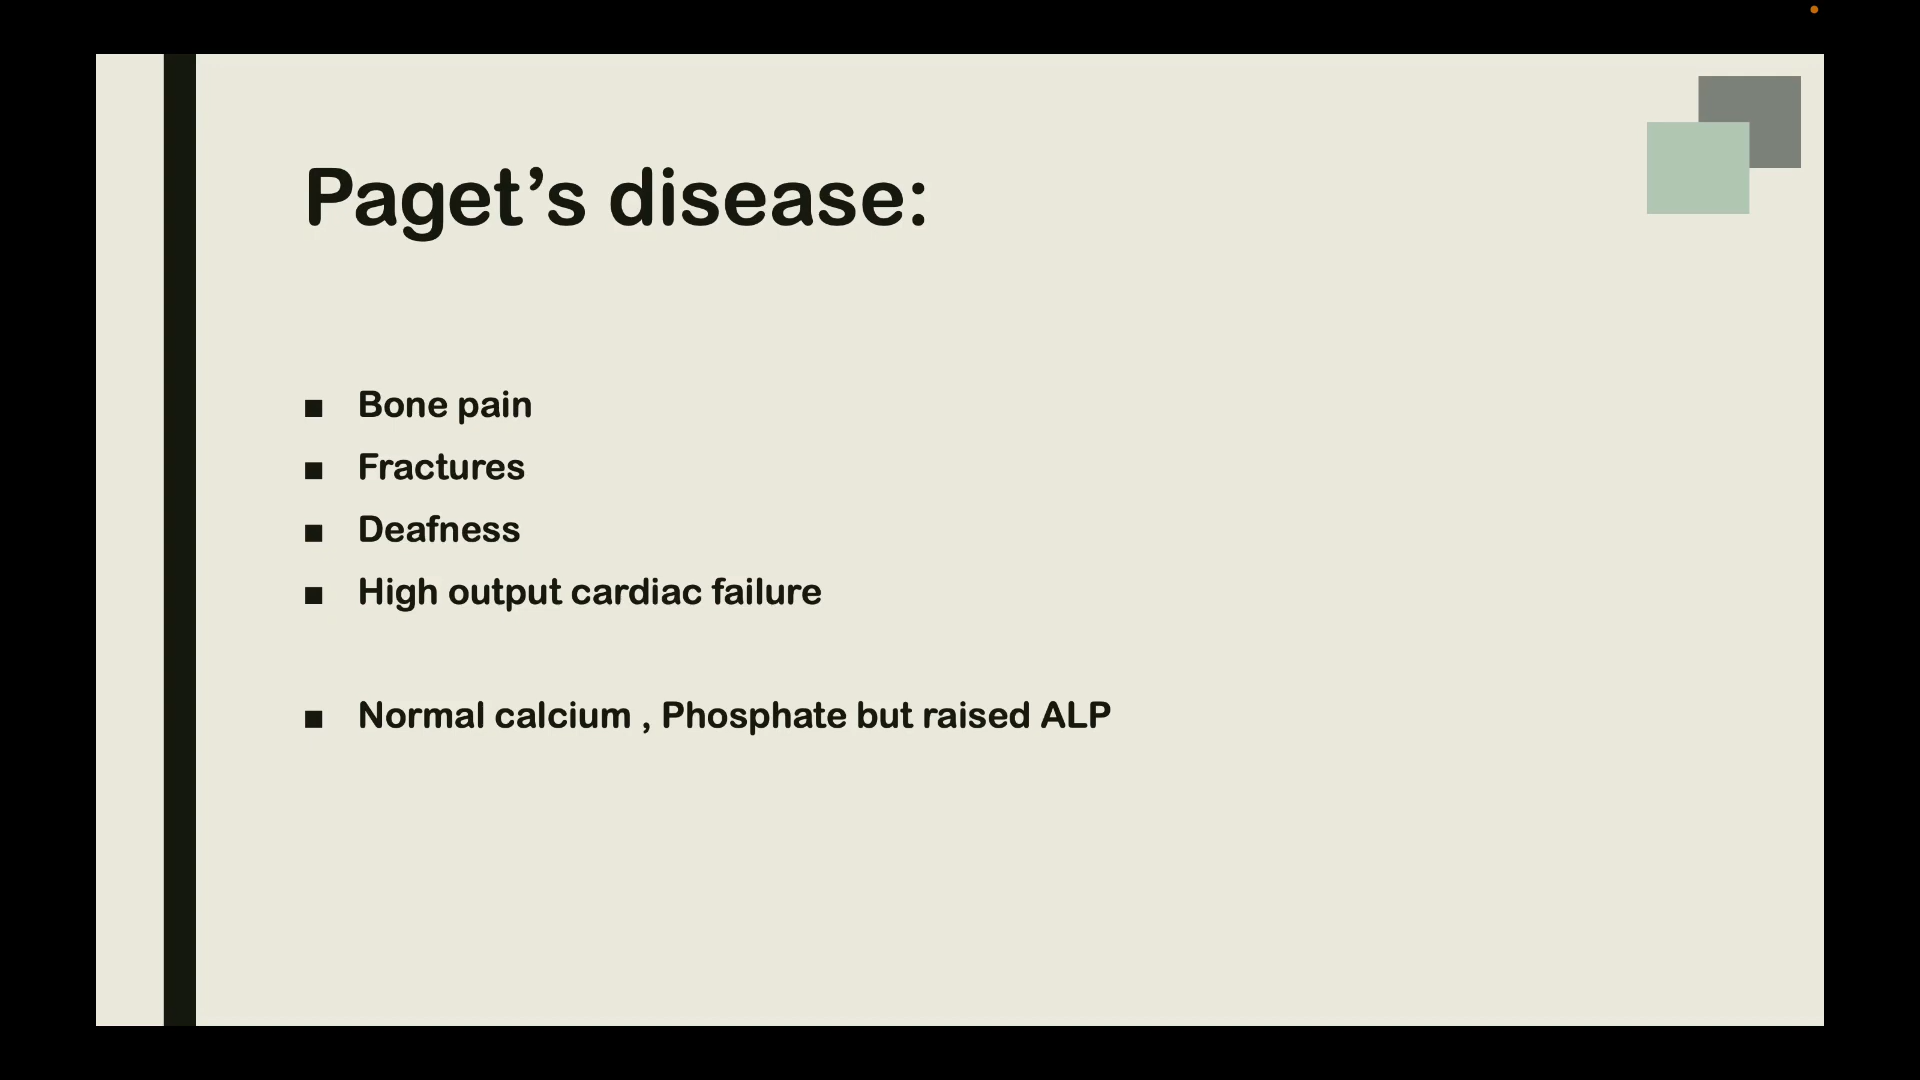 Paget’s disease:
■ Bone pain
■ Fractures
■ Deafness
■ High output cardiac failure
■ Normal calcium , Phosphate but raised ALP